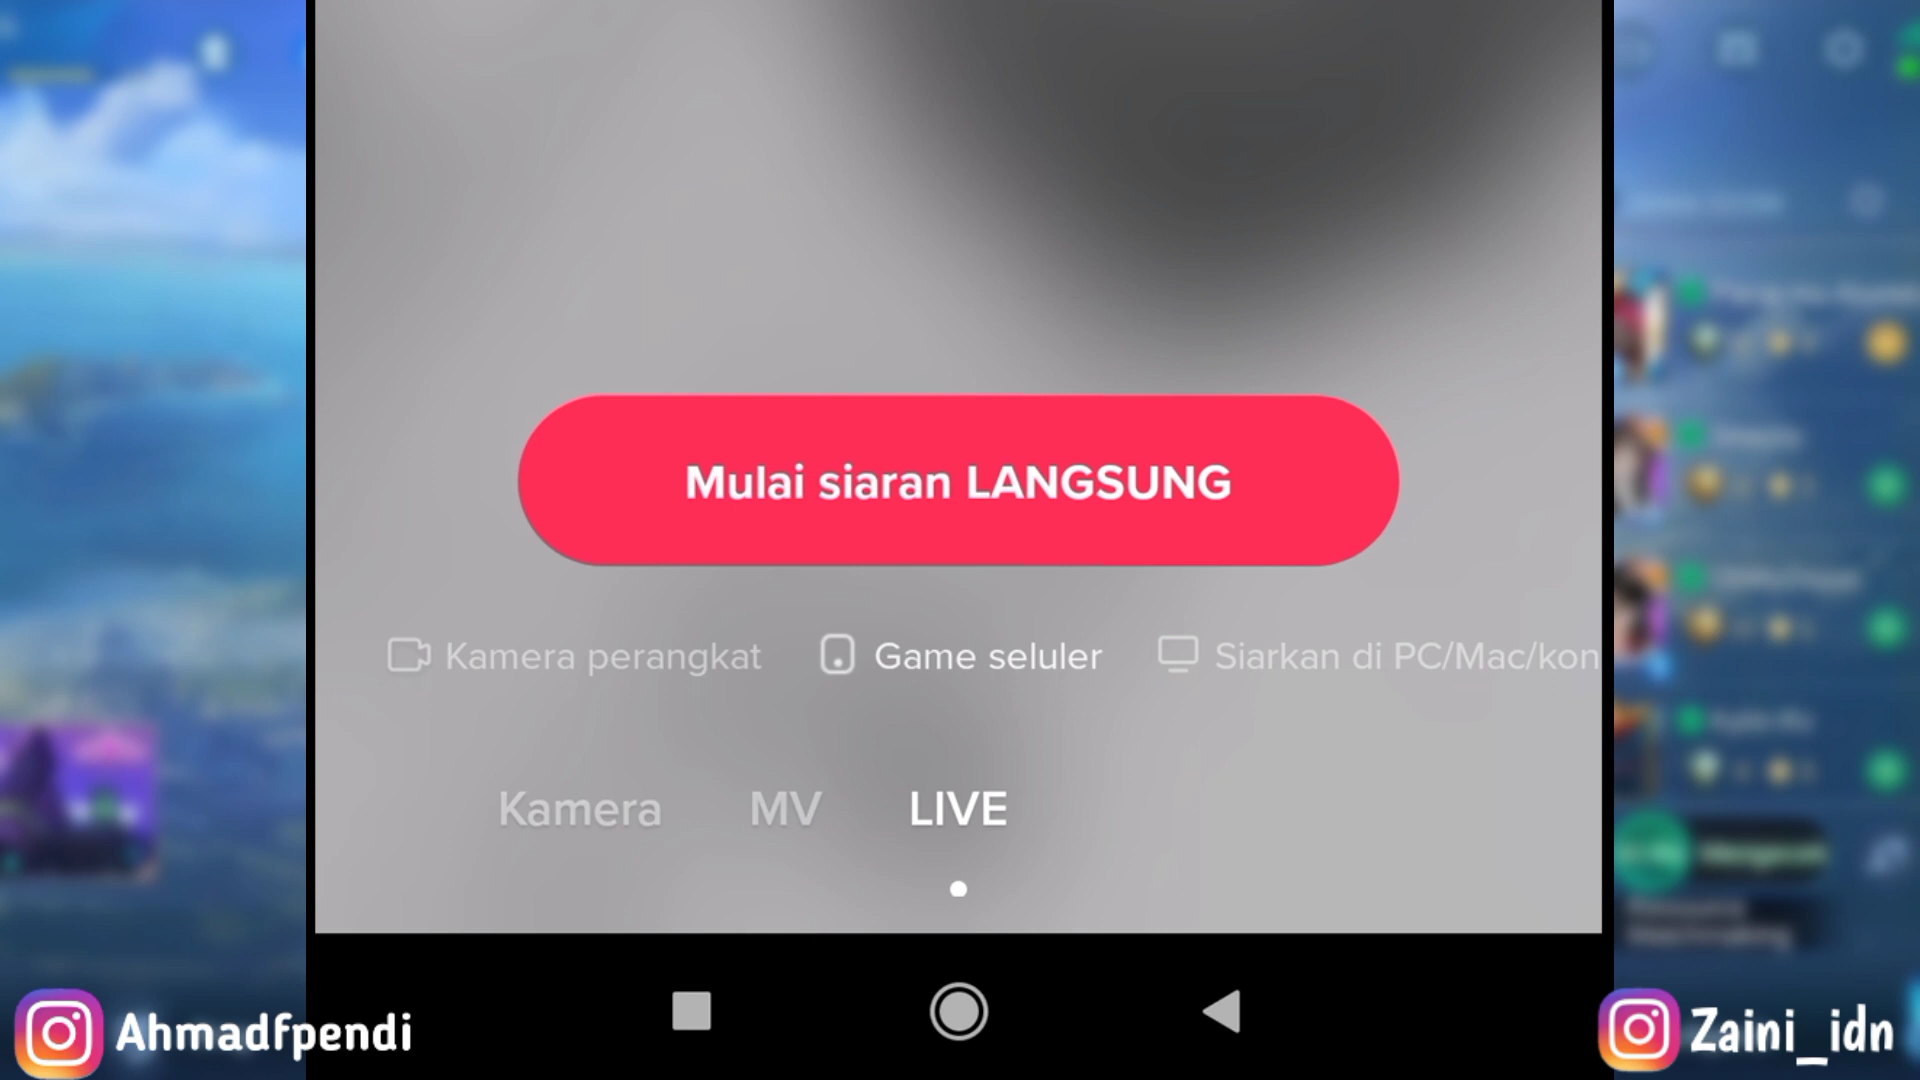 Mulai siaran LANGSUNG
Kamera perangkat
Game seluler
Siarkan di PC/Mac/kon
Kamera
MV
LIVE
Ahmadfpendi
Zaini_idn